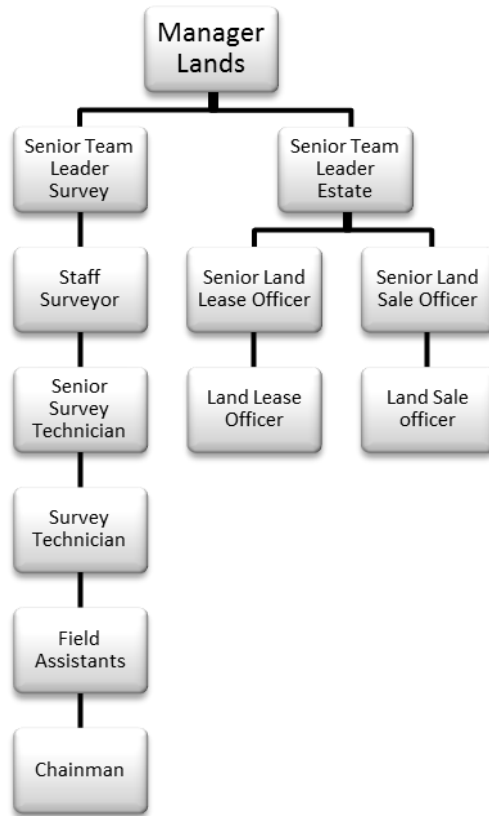 Manager
Lands
Senior Team
Leader
Survey
Senior Team
Leader
Estate
Staff
Surveyor
Senior Land
Lease Officer
Senior Land
Sale Officer
Senior
Survey
Technician
Land Lease
Officer
Land Sale
officer
Survey
Technician
Field
Assistants
Chainman